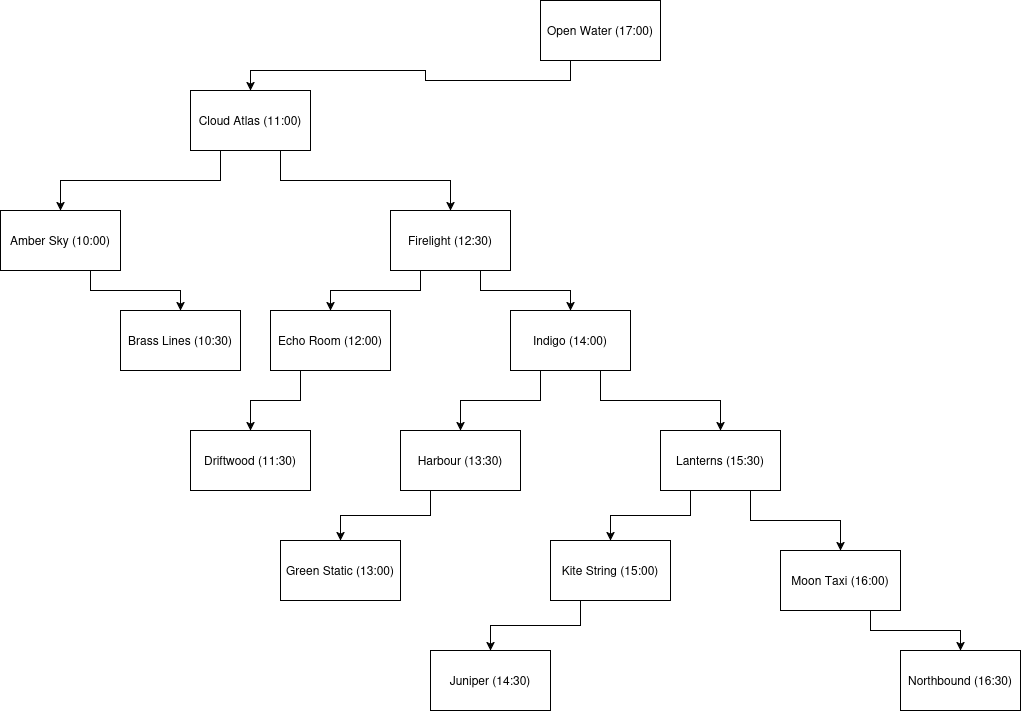 Open Water (17:00)
Cloud Atlas (11:00)
Amber Sky (10:00)
Firelight (12:30)
Brass Lines (10:30)
Echo Room (12:00)
Indigo (14:00)
Driftwood (11:30)
Harbour (13:30)
Lanterns (15:30)
Green Static (13:00)
Kite String (15:00)
Moon Taxi (16:00)
Juniper (14:30)
Northbound (16:30)